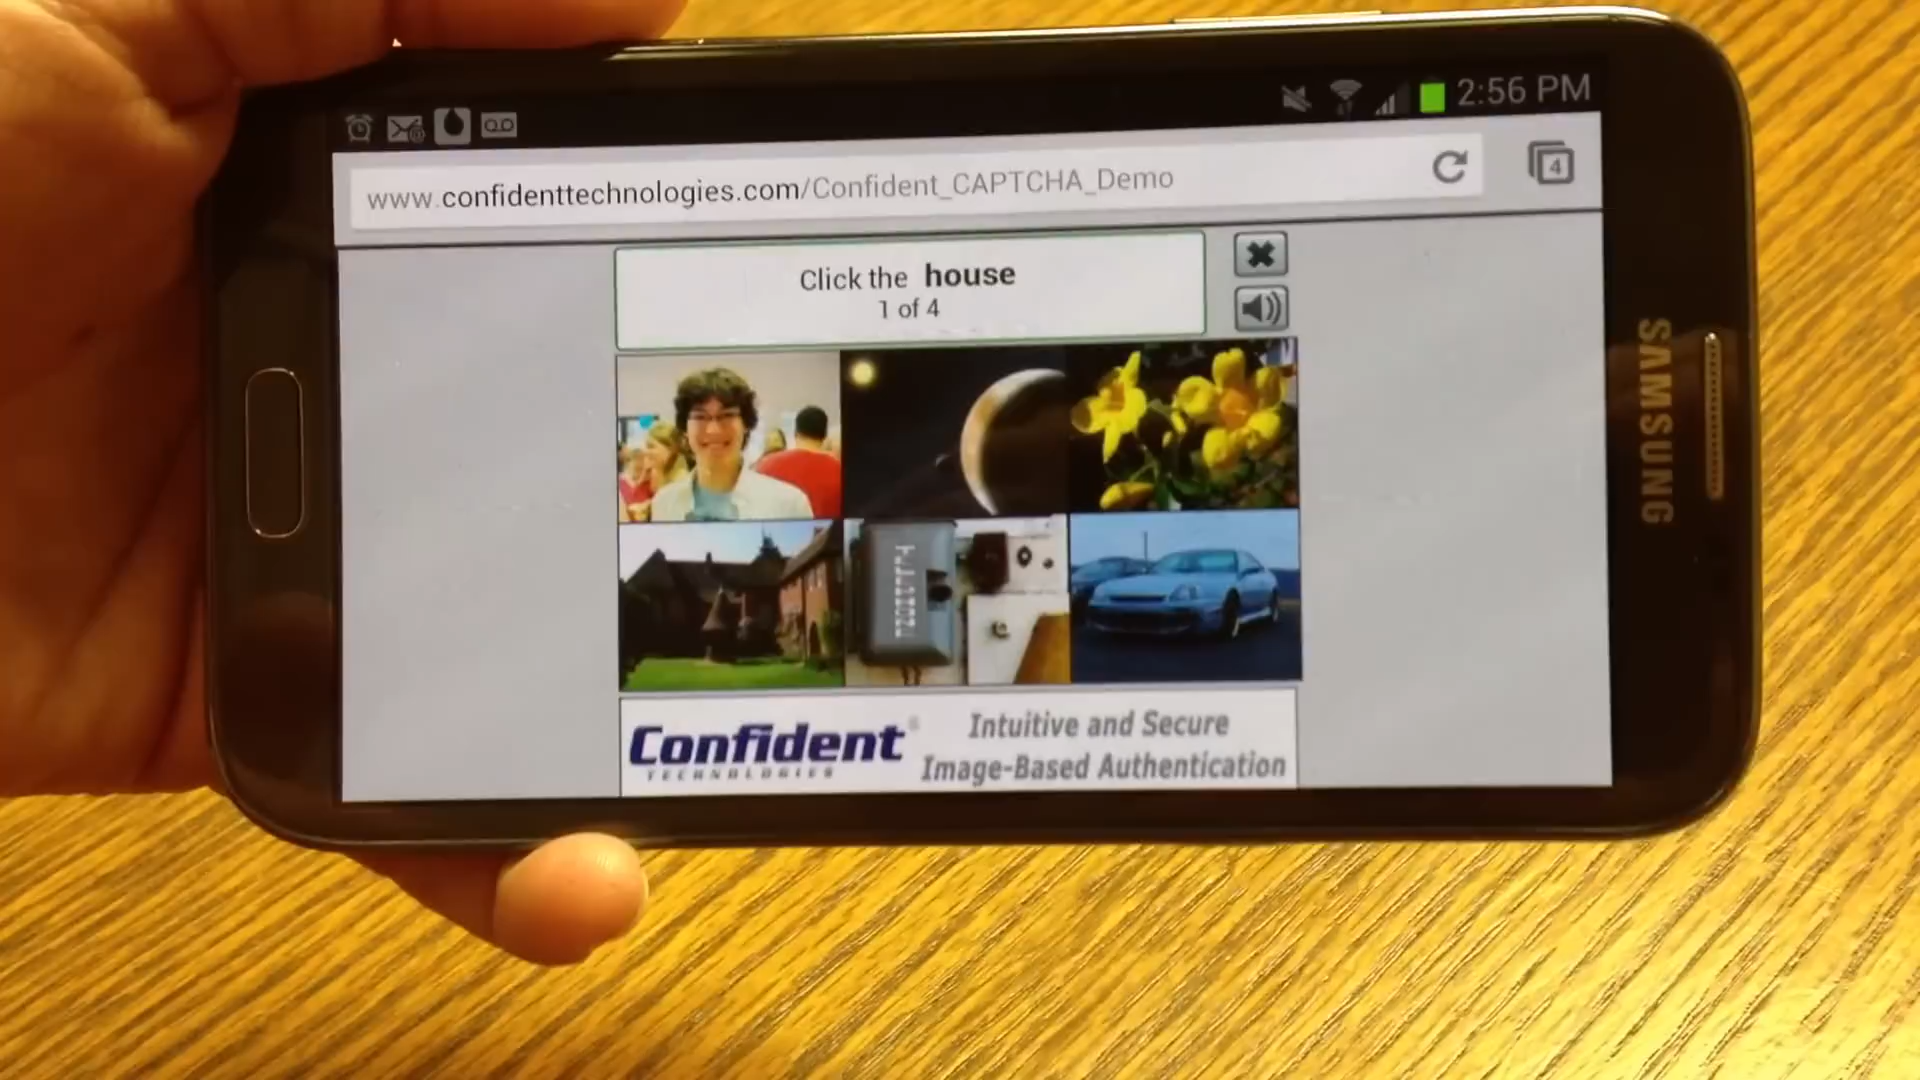 2:56 PM
www.confidenttechnologies.com/Confident_CAPTCHA_Demo
4
Click the house
1 of 4
SAMSUNG
Confident
TECHNOLOGIES
Intuitive and Secure
Image-Based Authentication